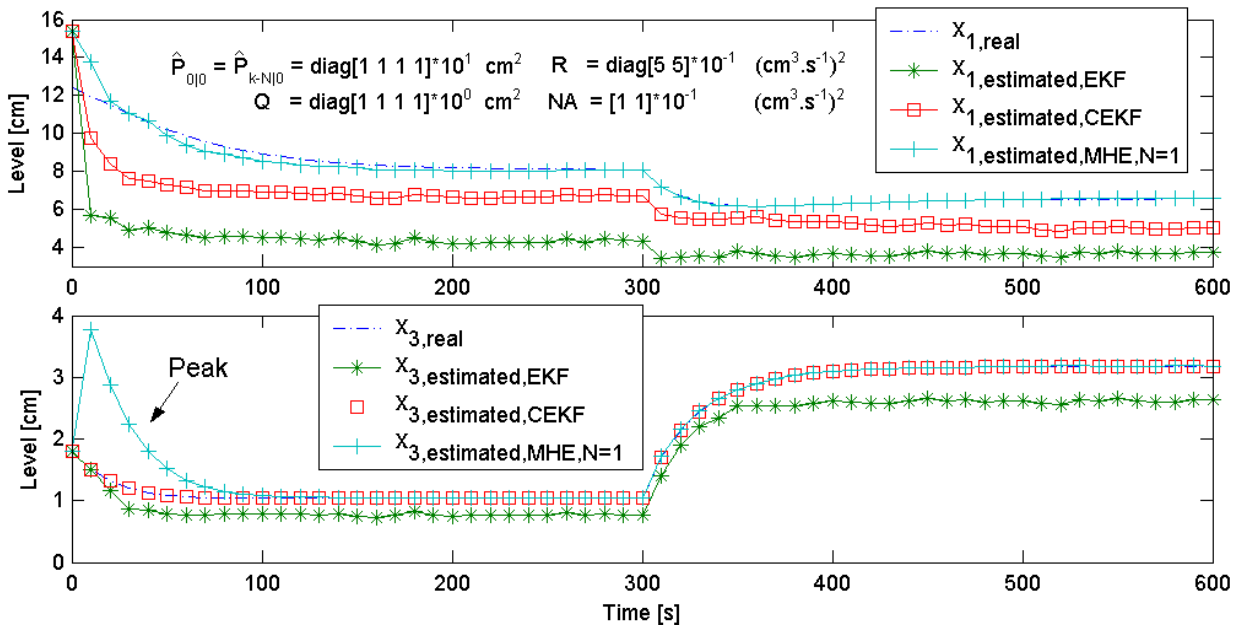 16
14
12
10
8
6
4
Level [cm]
P̂0|0 = P̂k-N|0 = diag[1 1 1 1]*10^1 cm^2 R = diag[5 5]*10^-1 (cm^3.s^-1)^2
Q = diag[1 1 1 1]*10^0 cm^2 NA = [1 1]*10^-1 (cm^3.s^-1)^2
X1,real
X1,estimated,EKF
X1,estimated,CEKF
X1,estimated,MHE,N=1
0 100 200 300 400 500 600
4
3
2
1
0
Level [cm]
Peak
X3,real
X3,estimated,EKF
X3,estimated,CEKF
X3,estimated,MHE,N=1
0 100 200 300 400 500 600
Time [s]